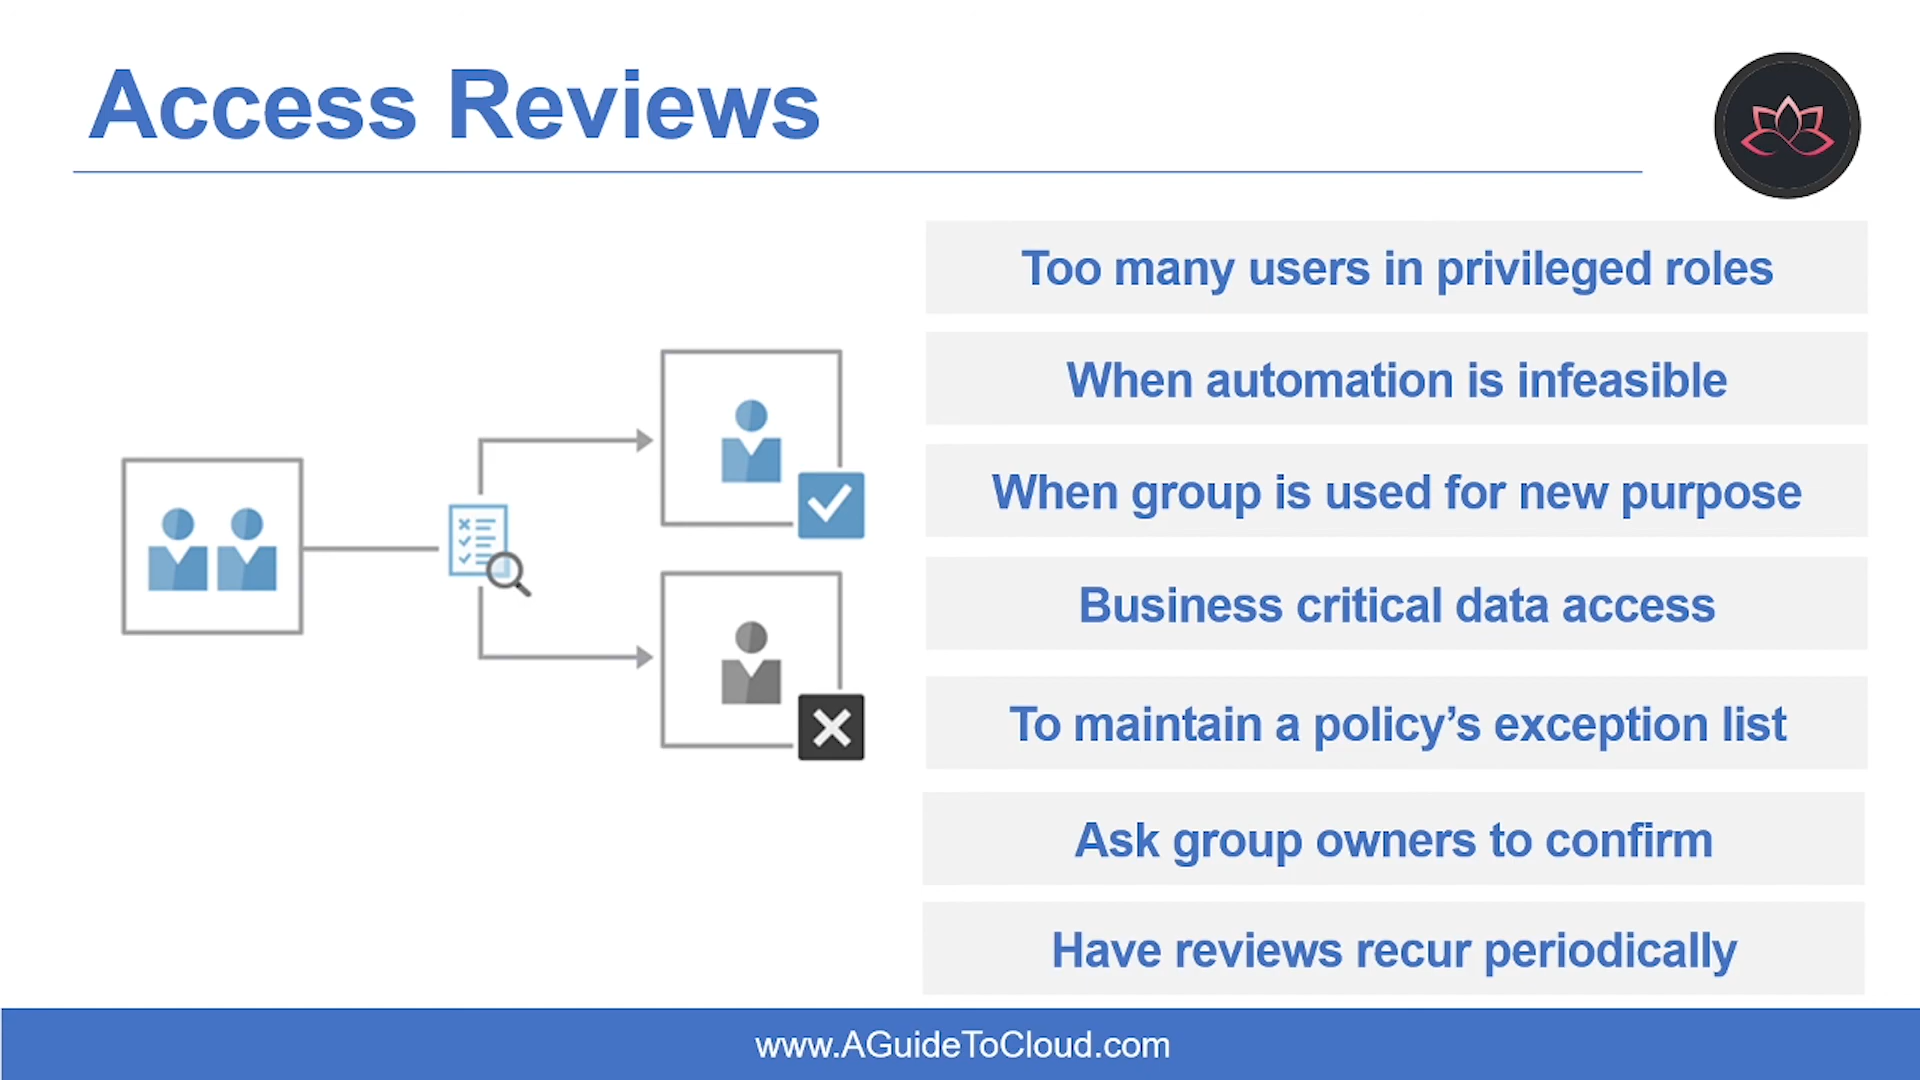 Access Reviews
Too many users in privileged roles
When automation is infeasible
When group is used for new purpose
Business critical data access
To maintain a policy’s exception list
Ask group owners to confirm
Have reviews recur periodically
www.AGuideToCloud.com